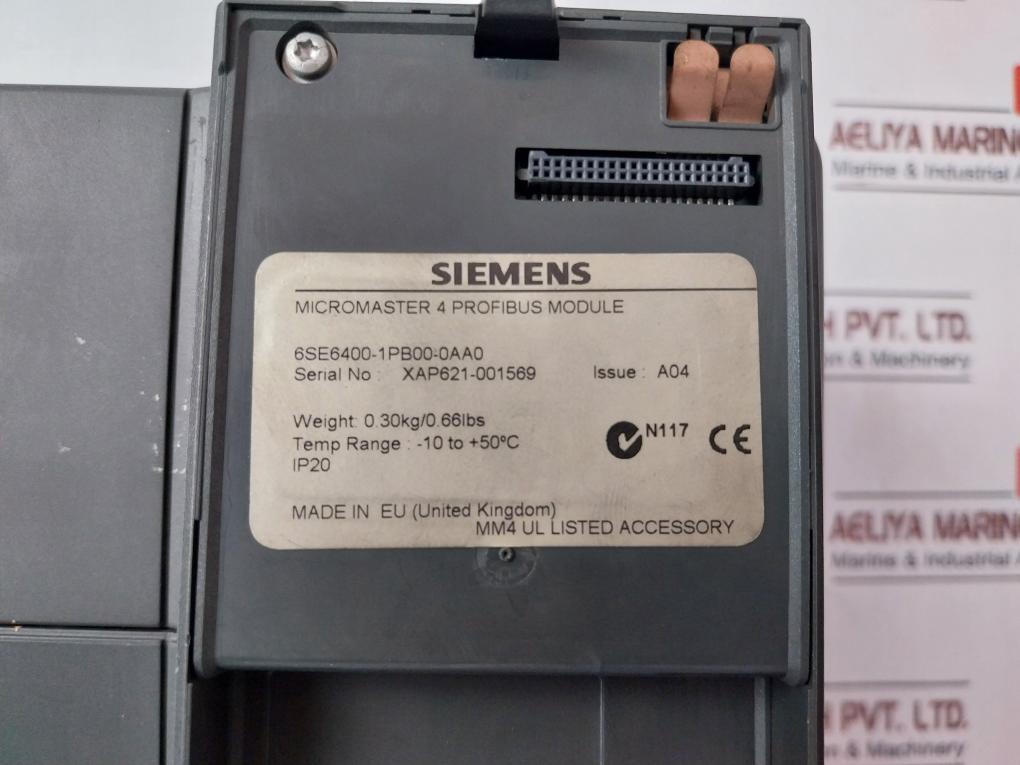 SIEMENS
MICROMASTER 4 PROFIBUS MODULE
6SE6400-1PB00-0AA0
Serial No : XAP621-001569 Issue : A04
Weight: 0.30kg/0.66lbs
Temp Range : -10 to +50ºC
N117 CE
IP20
MADE IN EU (United Kingdom)
MM4 UL LISTED ACCESSORY
AELIYA MARINE
Marine & Industrial
H PVT. LTD.
& Machinery
AELIYA MARINE
Marine & Industrial
H PVT. LTD.
& Machinery